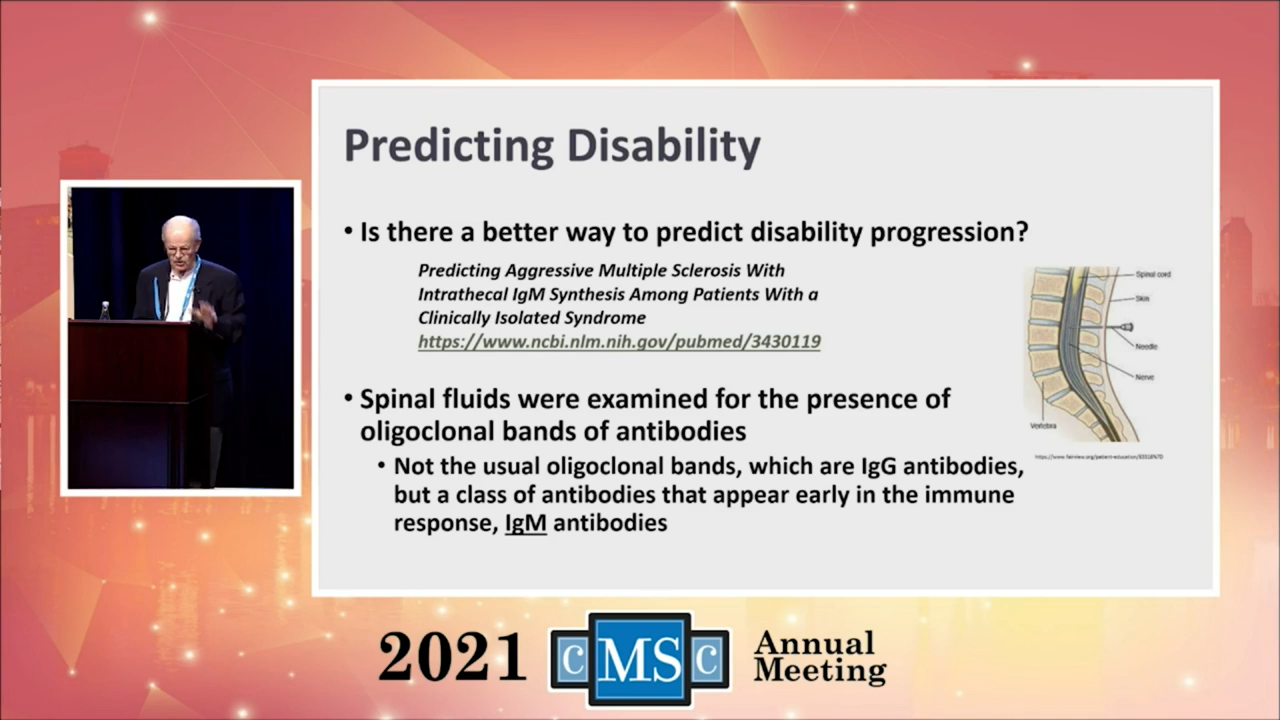 Predicting Disability
• Is there a better way to predict disability progression?
Predicting Aggressive Multiple Sclerosis With
Intrathecal IgM Synthesis Among Patients With a
Clinically Isolated Syndrome
https://www.ncbi.nlm.nih.gov/pubmed/3430119
Spinal cord
Skin
Needle
Nerve
Vertebra
• Spinal fluids were examined for the presence of
oligoclonal bands of antibodies
• Not the usual oligoclonal bands, which are IgG antibodies,
but a class of antibodies that appear early in the immune
response, IgM antibodies
2021
C MS C
Annual
Meeting